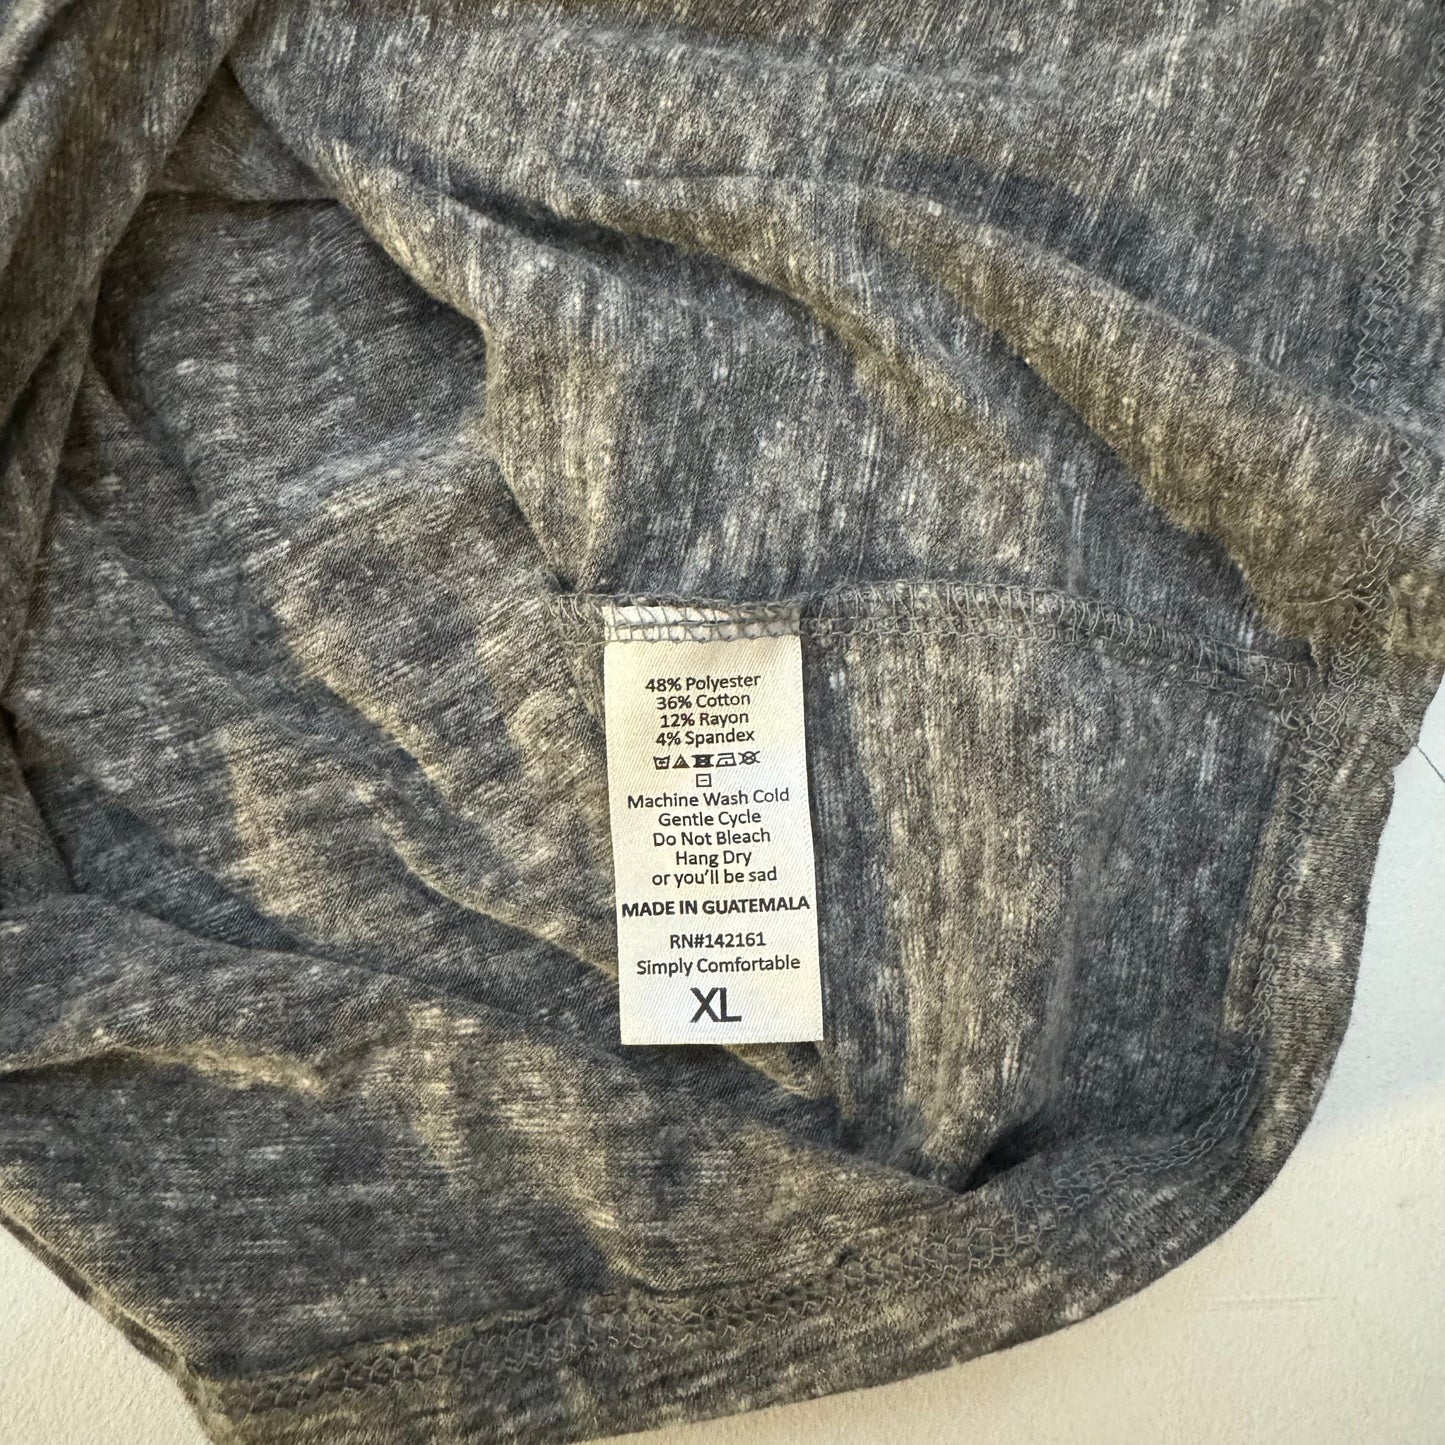 48% Polyester
36% Cotton
12% Rayon
4% Spandex
Machine Wash Cold
Gentle Cycle
Do Not Bleach
Hang Dry
or you'll be sad
MADE IN GUATEMALA
RN#142161
Simply Comfortable
XL